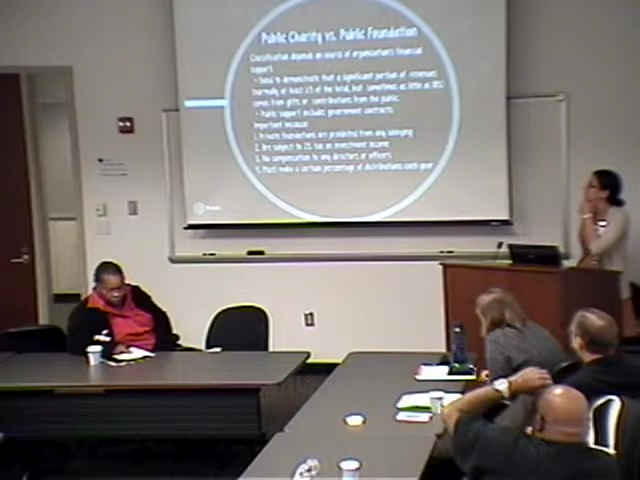 Public Charity vs. Public Foundation
Classification depends on source of organization's financial
support.
- Need to demonstrate that a significant portion of revenues
(normally at least 1/3 of the total, but sometimes as little as 10%)
comes from gifts or contributions from the public.
- Public support includes government contracts.
Important because:
1. Private foundations are prohibited from any lobbying
2. Are subject to 2% tax on investment income
3. No compensation to any directors or officers
4. Must make a certain percentage of distributions each year